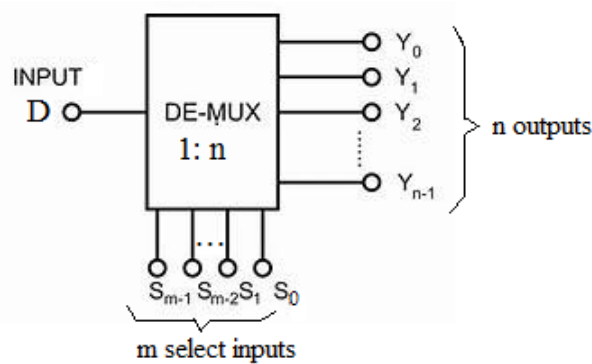 Y0
INPUT
Y1
D
DE-MUX
Y2
n outputs
1: n
Yn-1
...
Sm-1 Sm-2 S1 S0
m select inputs